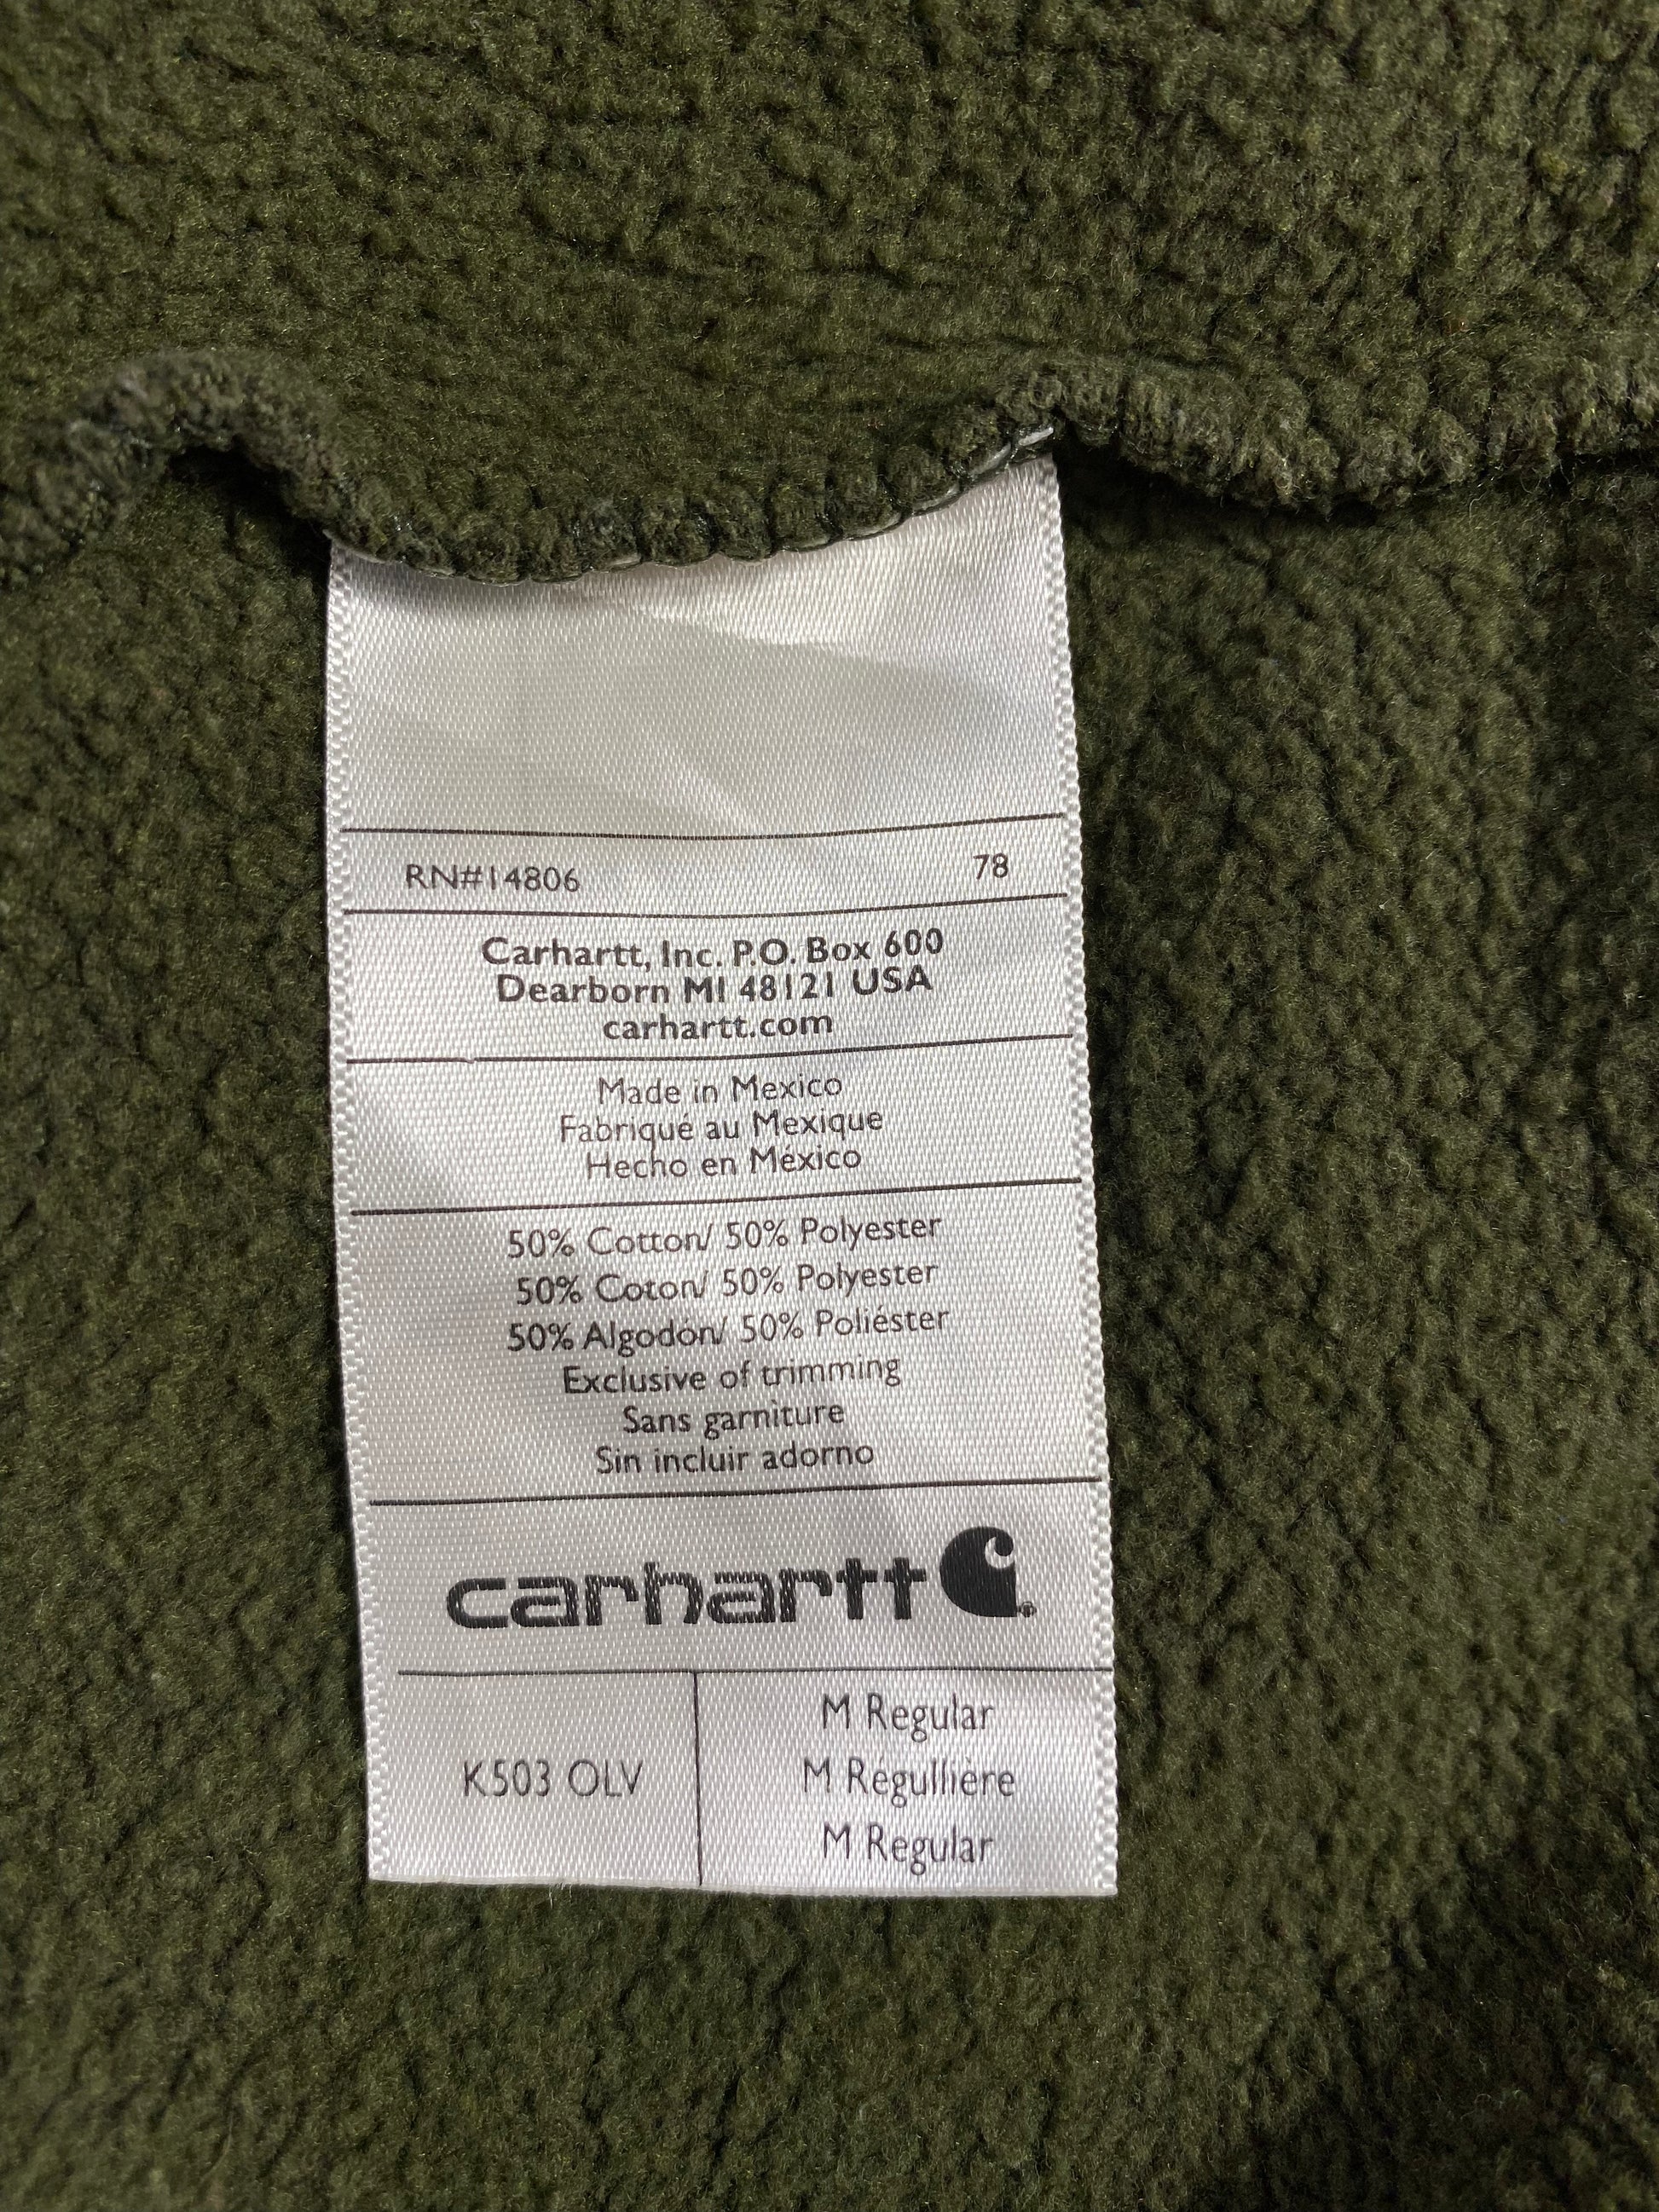 RN#14806 78
Carhartt, Inc. P.O. Box 600
Dearborn MI 48121 USA
carhartt.com
Made in Mexico
Fabriqué au Mexique
Hecho en México
50% Cotton/ 50% Polyester
50% Coton/ 50% Polyester
50% Algodón/ 50% Poliéster
Exclusive of trimming
Sans garniture
Sin incluir adorno
carhartt
K503 OLV
M Regular
M Régullière
M Regular